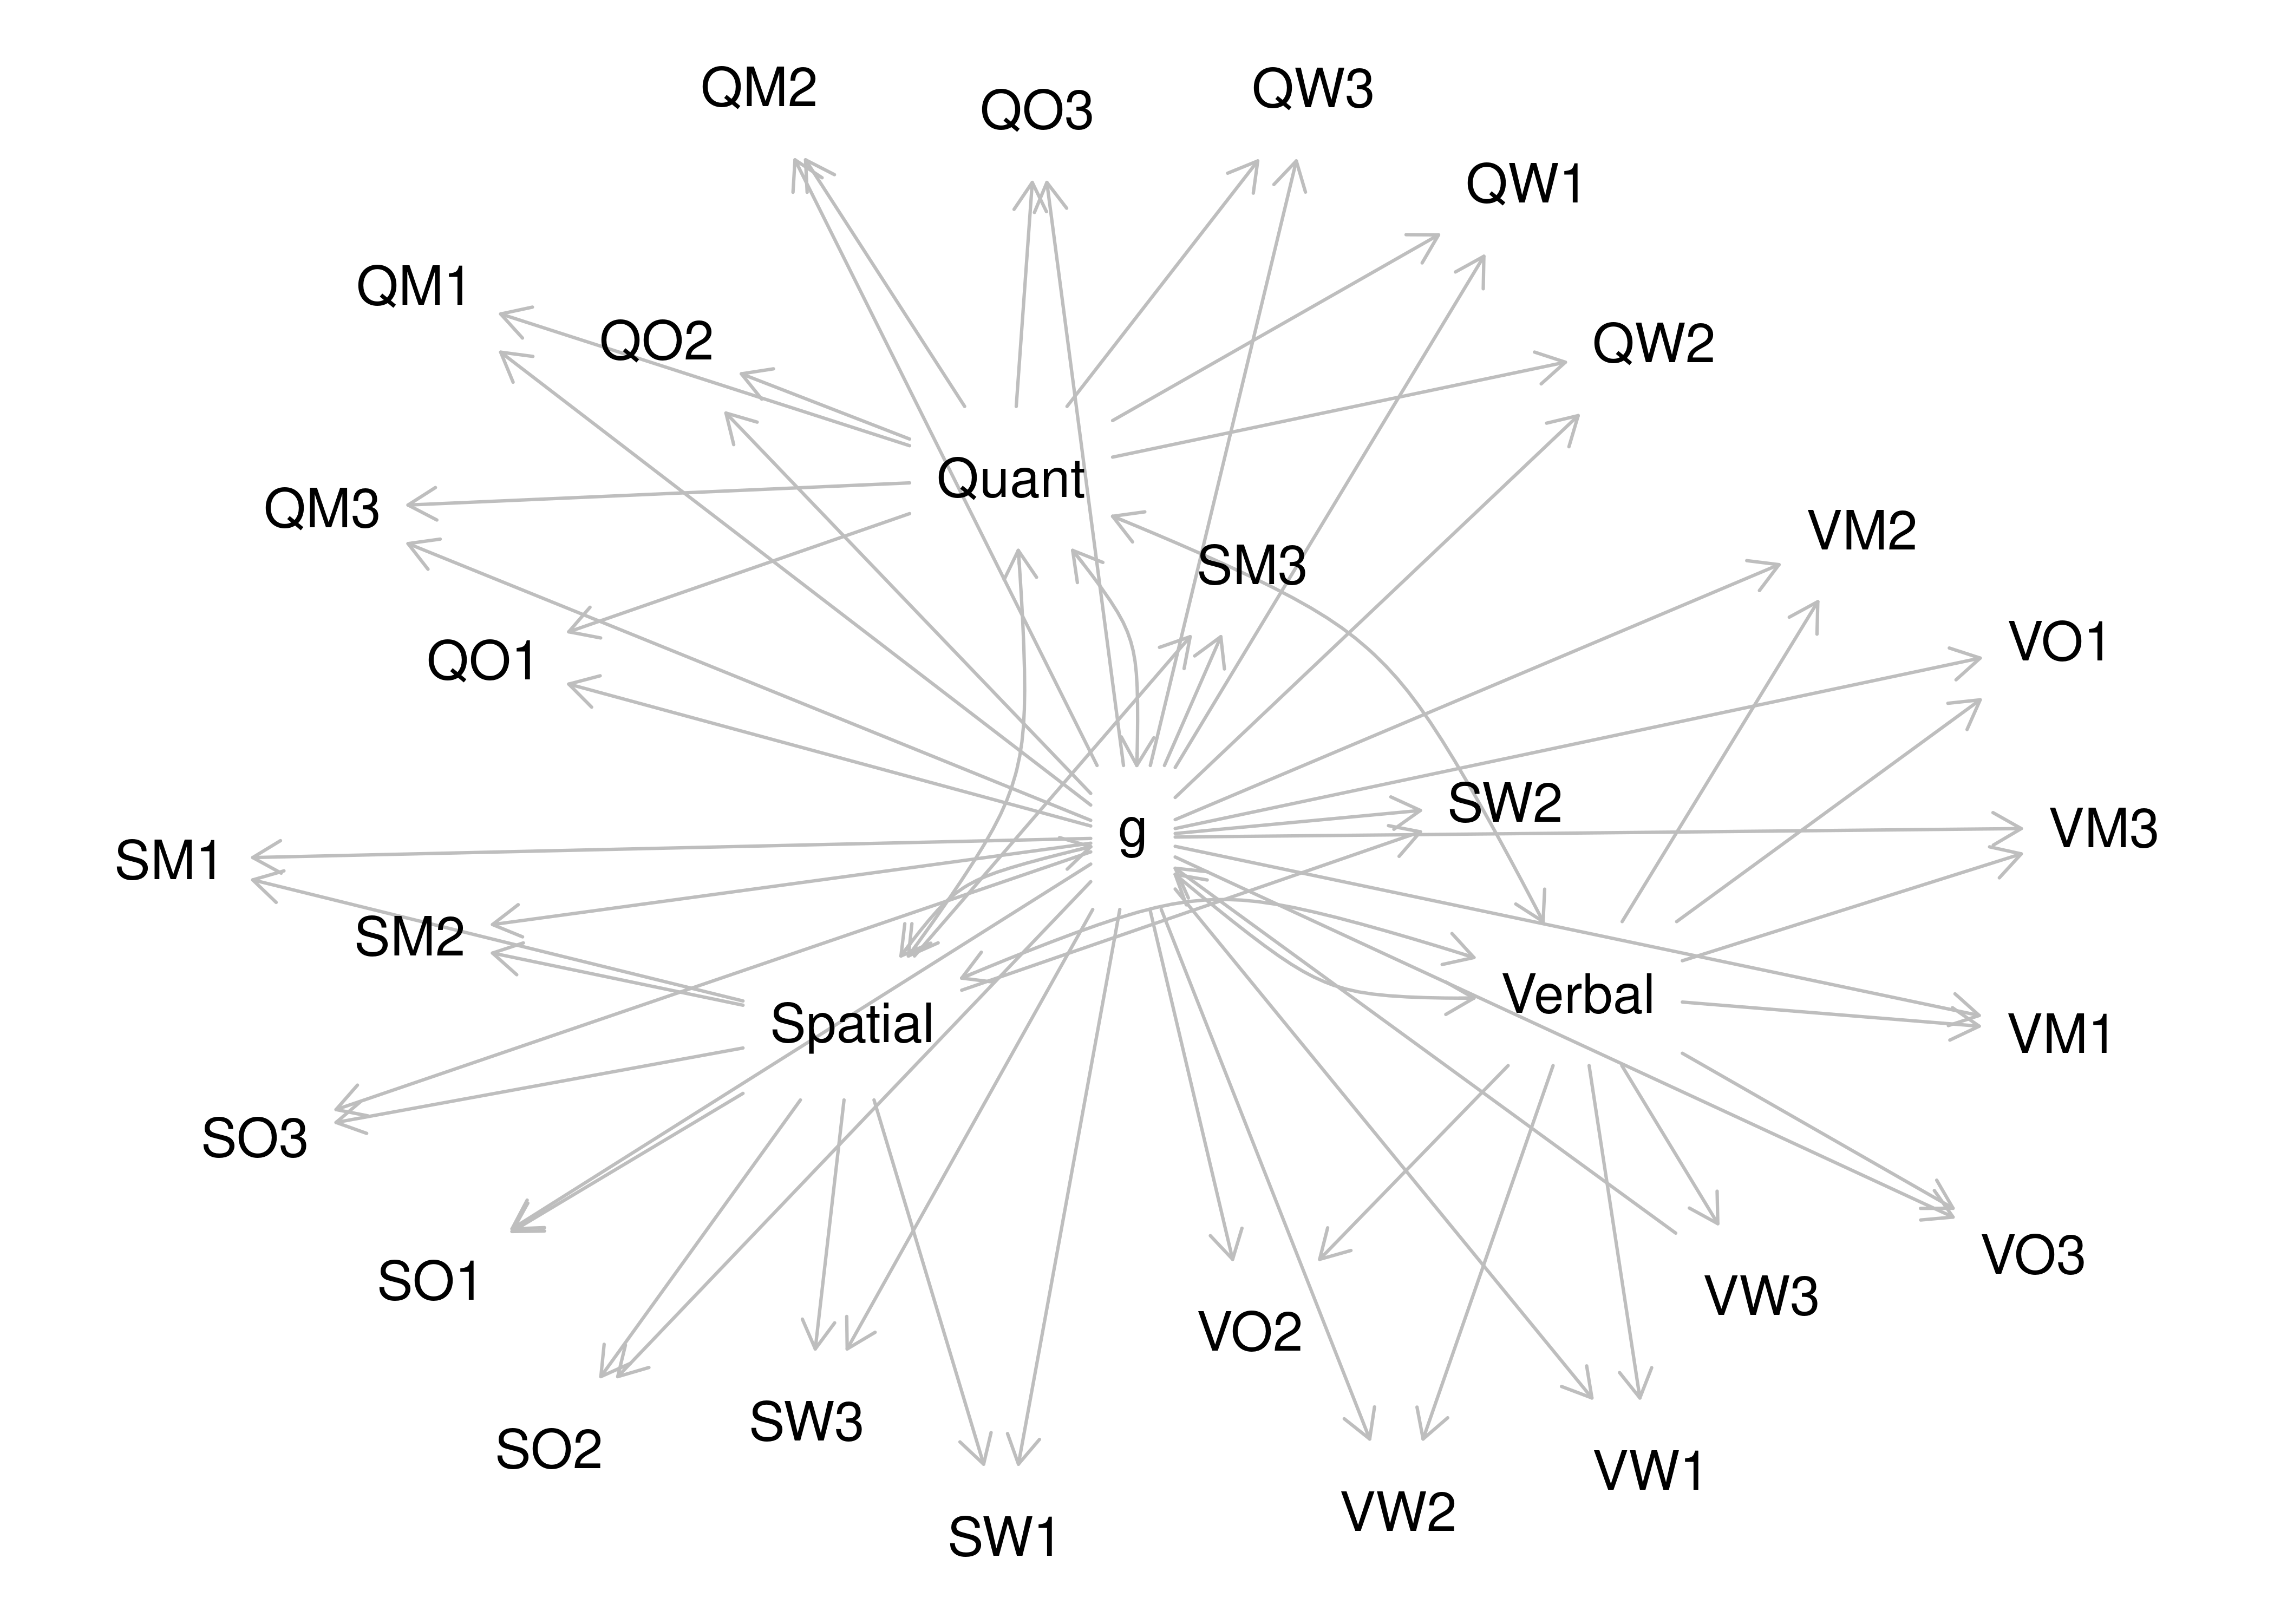 QM2
QO3
QW3
QW1
QM1
QO2
QW2
Quant
QM3
VM2
SM3
VO1
QO1
SW2
g
VM3
SM1
SM2
Verbal
Spatial
VM1
SO3
VO3
SO1
VW3
VO2
SW3
SO2
VW1
VW2
SW1